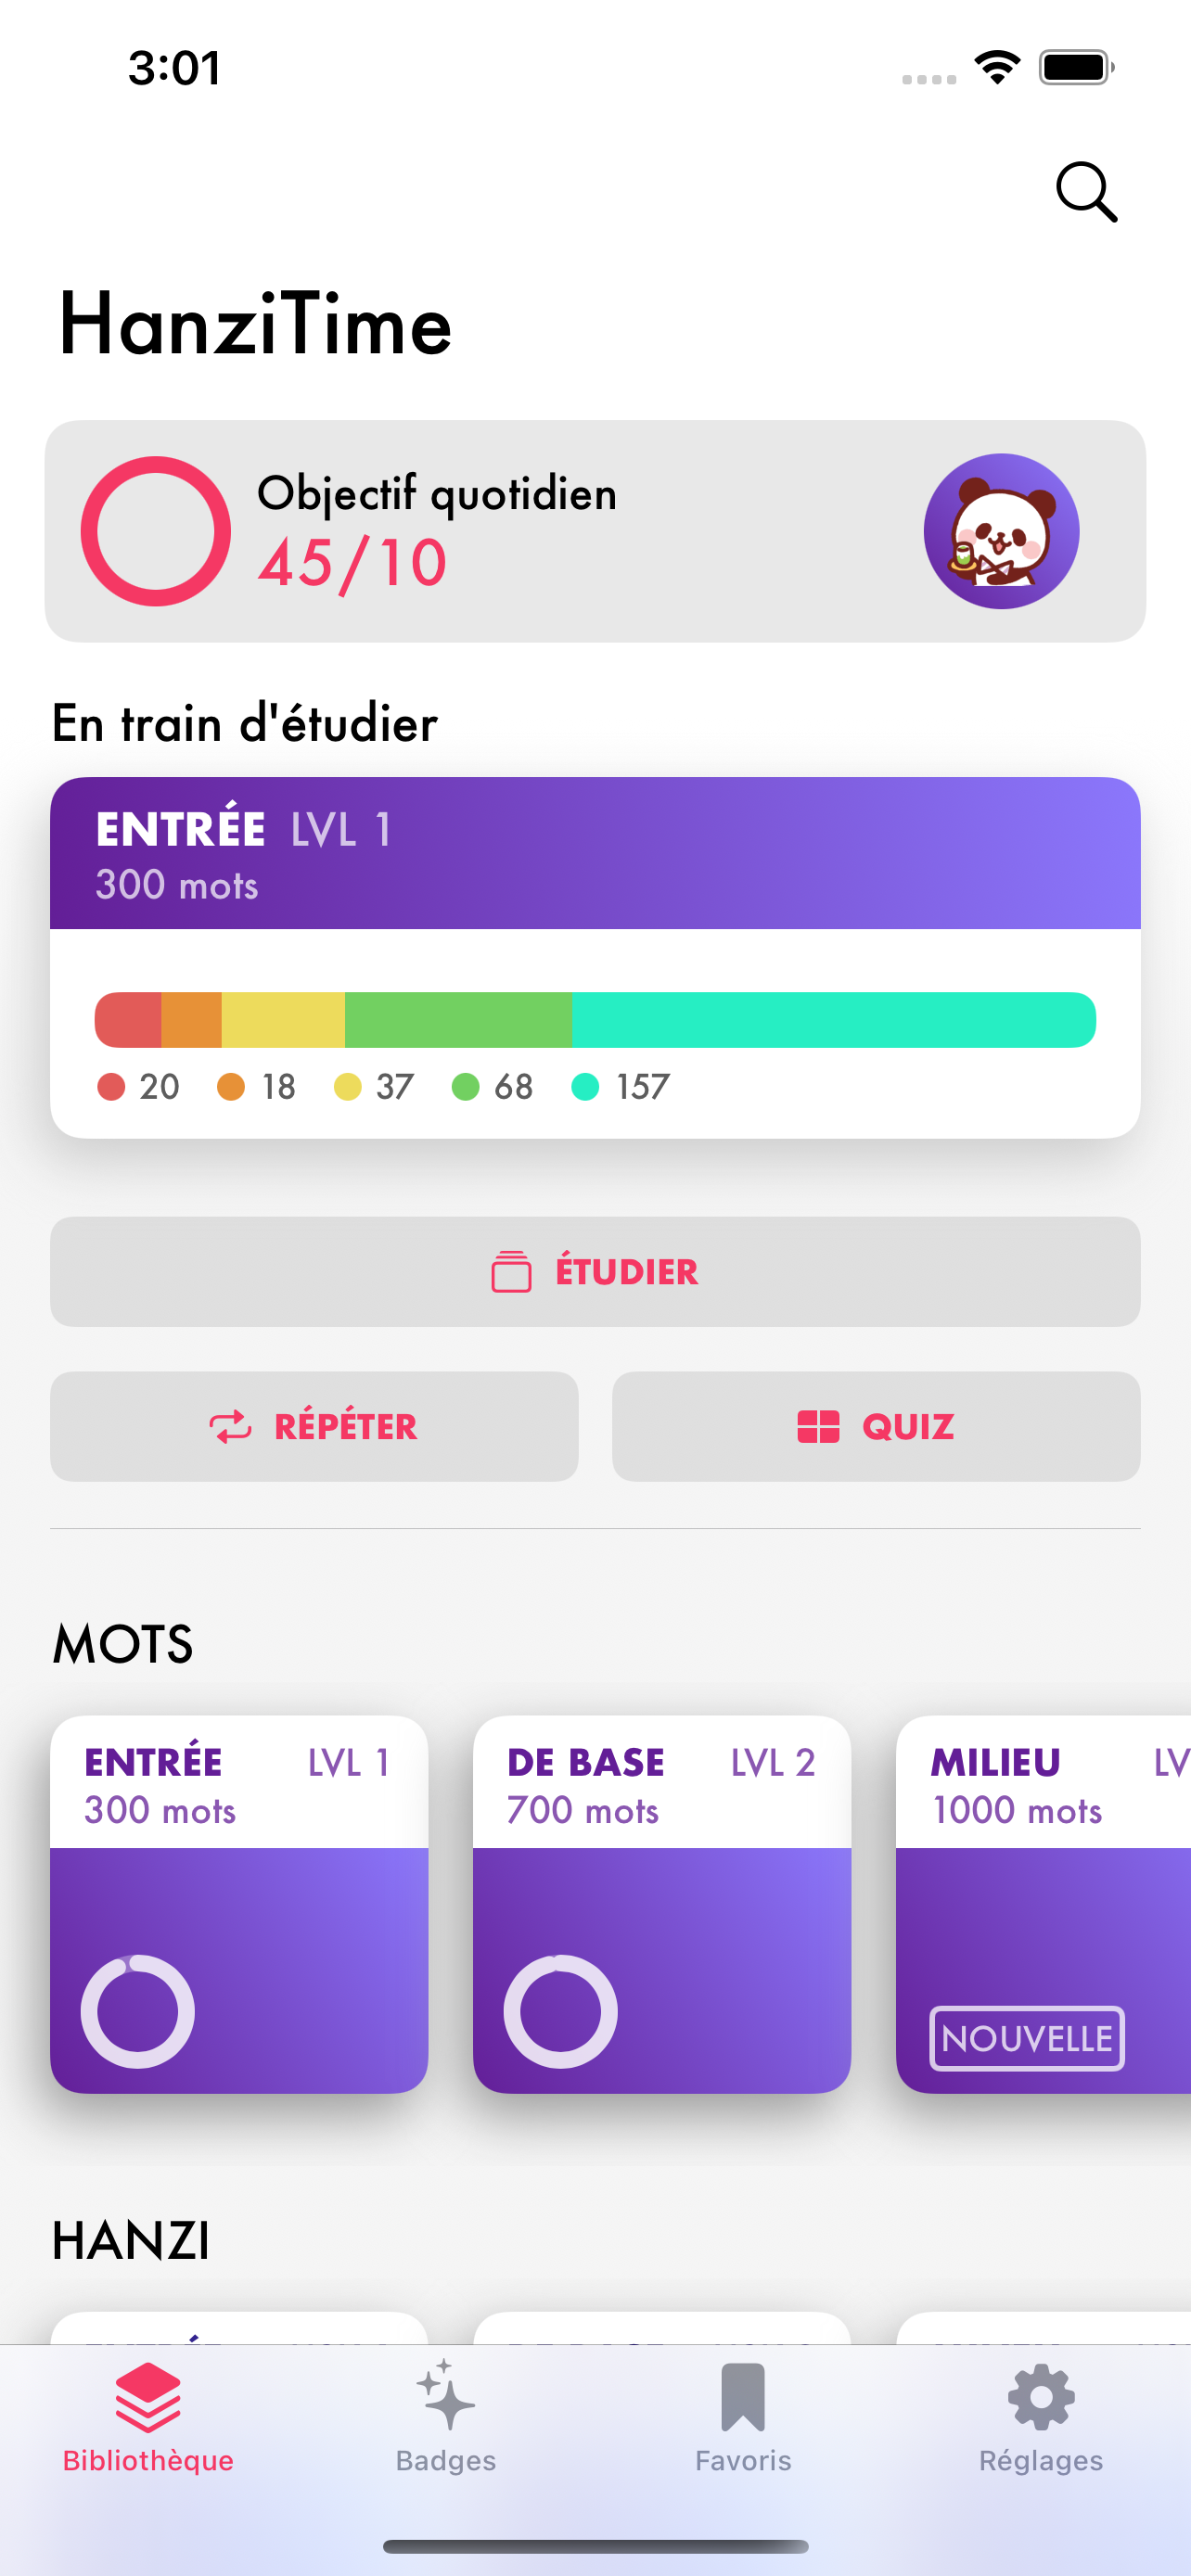 3:01
HanziTime
Objectif quotidien
45/10
En train d'étudier
ENTRÉE LVL 1
300 mots
20 18 37 68 157
ÉTUDIER
RÉPÉTER QUIZ
MOTS
ENTRÉE LVL 1 DE BASE LVL 2 MILIEU LV
300 mots 700 mots 1000 mots
NOUVELLE
HANZI
Bibliothèque Badges Favoris Réglages